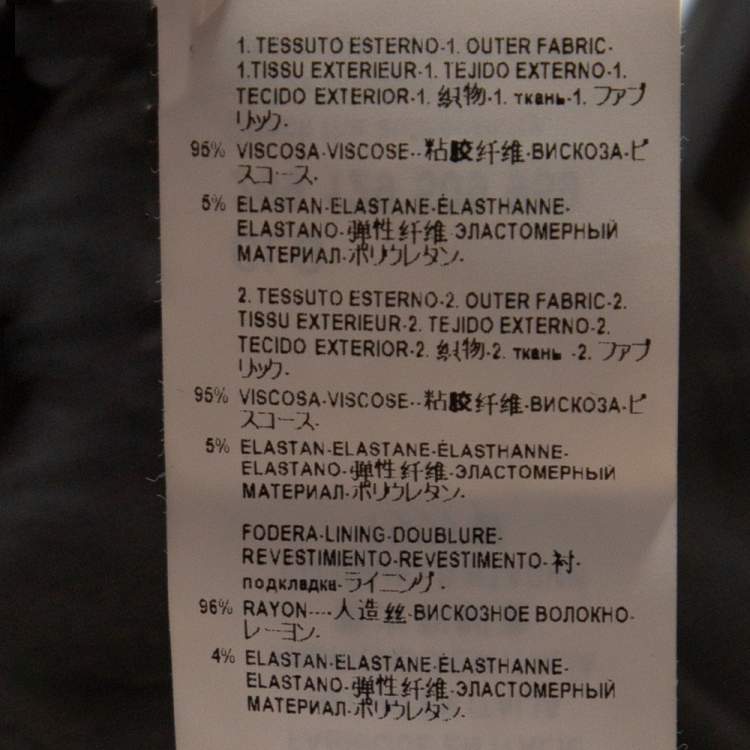 1. TESSUTO ESTERNO-1. OUTER FABRIC-
1.TISSU EXTERIEUR-1. TEJIDO EXTERNO-1.
TECIDO EXTERIOR-1. 织物-1. ткань-1. ファブ
リック-
95% VISCOSA-VISCOSE--粘胶纤维-ВИСКОЗА-ビ
スコース-
5% ELASTAN-ELASTANE-ÉLASTHANNE-
ELASTANO-弹性纤维-ЭЛАСТОМЕРНЫЙ
МАТЕРИАЛ-ポリウレタン-
2. TESSUTO ESTERNO-2. OUTER FABRIC-2.
TISSU EXTERIEUR-2. TEJIDO EXTERNO-2.
TECIDO EXTERIOR-2. 织物-2. ткань -2. ファブ
リック-
95% VISCOSA-VISCOSE--粘胶纤维-ВИСКОЗА-ビ
スコース-
5% ELASTAN-ELASTANE-ÉLASTHANNE-
ELASTANO-弹性纤维-ЭЛАСТОМЕРНЫЙ
МАТЕРИАЛ-ポリウレタン-
FODERA-LINING-DOUBLURE-
REVESTIMIENTO-REVESTIMENTO-衬-
подкладка-ライニング-
96% RAYON----人造丝-ВИСКОЗНОЕ ВОЛОКНО-
レーヨン-
4% ELASTAN-ELASTANE-ÉLASTHANNE-
ELASTANO-弹性纤维-ЭЛАСТОМЕРНЫЙ
МАТЕРИАЛ-ポリウレタン-